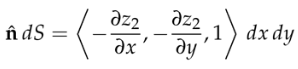 n̂ dS = ⟨ −∂z₂/∂x, −∂z₂/∂y, 1 ⟩ dx dy